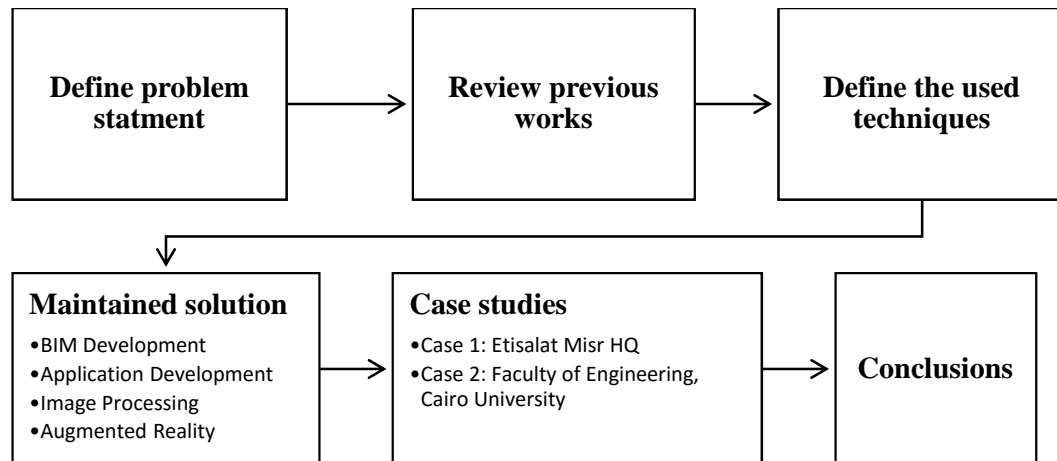 Define problem
statment
Review previous
works
Define the used
techniques
Maintained solution
•BIM Development
•Application Development
•Image Processing
•Augmented Reality
Case studies
•Case 1: Etisalat Misr HQ
•Case 2: Faculty of Engineering,
Cairo University
Conclusions